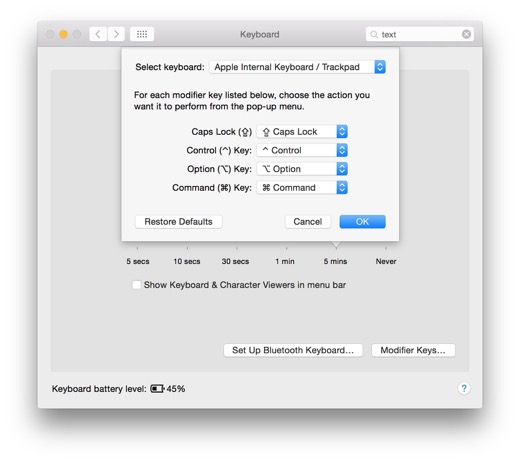 Keyboard
text
Select keyboard: Apple Internal Keyboard / Trackpad
For each modifier key listed below, choose the action you
want it to perform from the pop-up menu.
Caps Lock (⇪) ⇪ Caps Lock
Control (^) Key: ^ Control
Option (⌥) Key: ⌥ Option
Command (⌘) Key: ⌘ Command
Restore Defaults Cancel OK
5 secs 10 secs 30 secs 1 min 5 mins Never
Show Keyboard & Character Viewers in menu bar
Set Up Bluetooth Keyboard... Modifier Keys...
Keyboard battery level: 45% ?